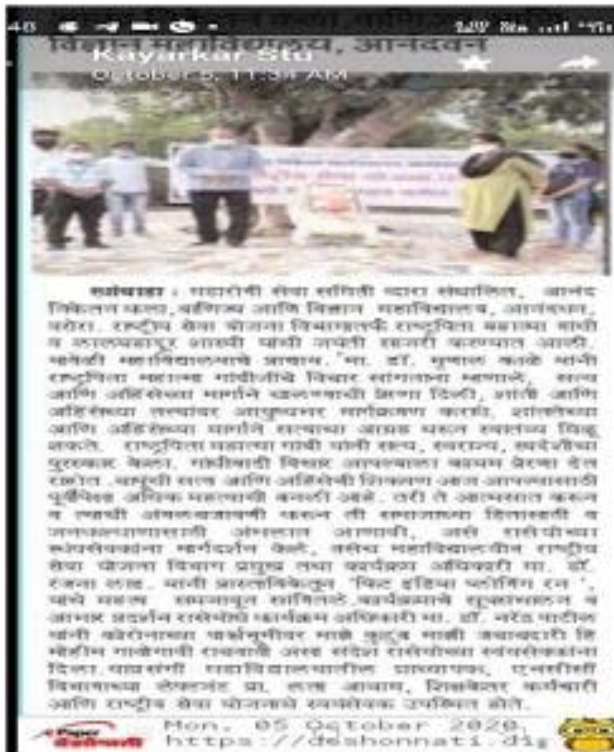 विज्ञान महाविद्यालय, आनंदवन
Kayarkar Stu
October 5, 11:34 AM
महारोगी सेवा समिती व्दारा संचालित, आनंद
निकेतन कला, वाणिज्य आणि विज्ञान महाविद्यालय, आनंदवन,
वरोरा. राष्ट्रीय सेवा योजना विभागातर्फे राष्ट्रपिता महात्मा गांधी
व लालबहादूर शास्त्री यांची जयंती साजरी करण्यात आली.
यावेळी महाविद्यालयाचे प्राचार्य मा. डॉ. मृणाल काळे यांनी
राष्ट्रपिता महात्मा गांधीजीचे विचार सांगताना म्हणाले, सत्य
आणि अहिंसेच्या मार्गाने चालण्याची प्रेरणा दिली, शांती आणि
अहिंसेच्या तत्वांवर आयुष्यभर मार्गक्रमण करावे. शांततेच्या
आणि अहिंसेच्या मार्गाने सत्याचा आग्रह धरून स्वातंत्र्य मिळू
शकते. राष्ट्रपिता महात्मा गांधी यांनी सत्य, स्वराज्य, स्वदेशीचा
पुरस्कार केला. गांधीवादी विचार आपल्याला कायम प्रेरणा देत
राहील. बापूंची सत्य आणि अहिंसेची शिकवण आज आपल्यासाठी
पूर्वीपेक्षा अधिक महत्वाची बनली आहे. तरी ते आत्मसात करून
व त्याची अंमलबजावणी करून ती समाजाच्या हितासाठी व
जनकल्याणासाठी अंमलात आणावी, असे रासेयोच्या
स्वयंसेवकांना मार्गदर्शन केले, तसेच महाविद्यालयीन राष्ट्रीय
सेवा योजना विभाग प्रमुख तथा कार्यक्रम अधिकारी मा. डॉ.
रंजना लाड. यांनी प्रास्ताविकेतून 'फिट इंडिया प्लॉगिंग रन ',
याचे महत्व समजावून सांगितले. कार्यक्रमाचे सूत्रसंचालन व
आभार प्रदर्शन रासेयोचे कार्यक्रम अधिकारी मा. डॉ. नरेंद्र पाटील
यांनी कोरोनाच्या पार्श्वभूमीवर माझे कुटुंब माझी जबाबदारी हि
मोहीम गावोगावी राबवावी असा संदेश रासेयोच्या स्वयंसेवकांना
दिला. याप्रसंगी महाविद्यालयातील प्राध्यापक, एनसीसी
विभागाच्या लेफ्टनंट प्रा. शिक्षकेतर कर्मचारी
आणि राष्ट्रीय सेवा योजनाचे स्वयंसेवक उपस्थित होते.
ePaper
देशोन्नती
Mon, 05 October 2020
https://deshonnati.dig